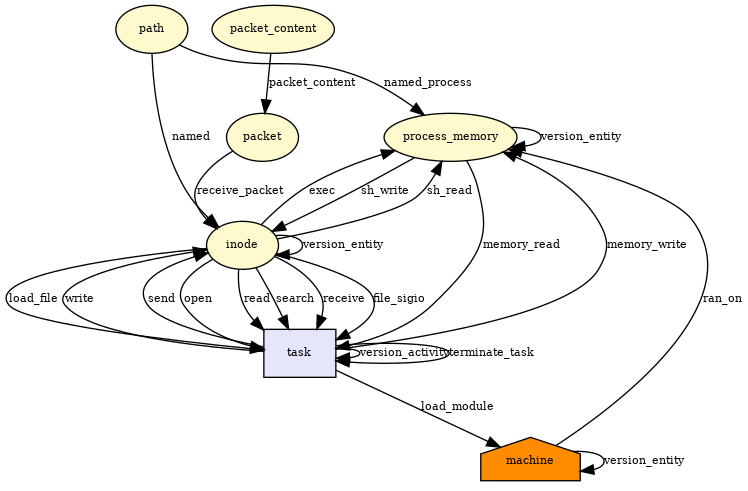 path
packet_content
packet_content
named_process
named
packet
process_memory
version_entity
receive_packet
exec
sh_write
sh_read
inode
version_entity
memory_read
memory_write
load_file
write
send
open
read
search
receive
file_sigio
ran_on
task
version_activity
terminate_task
load_module
machine
version_entity